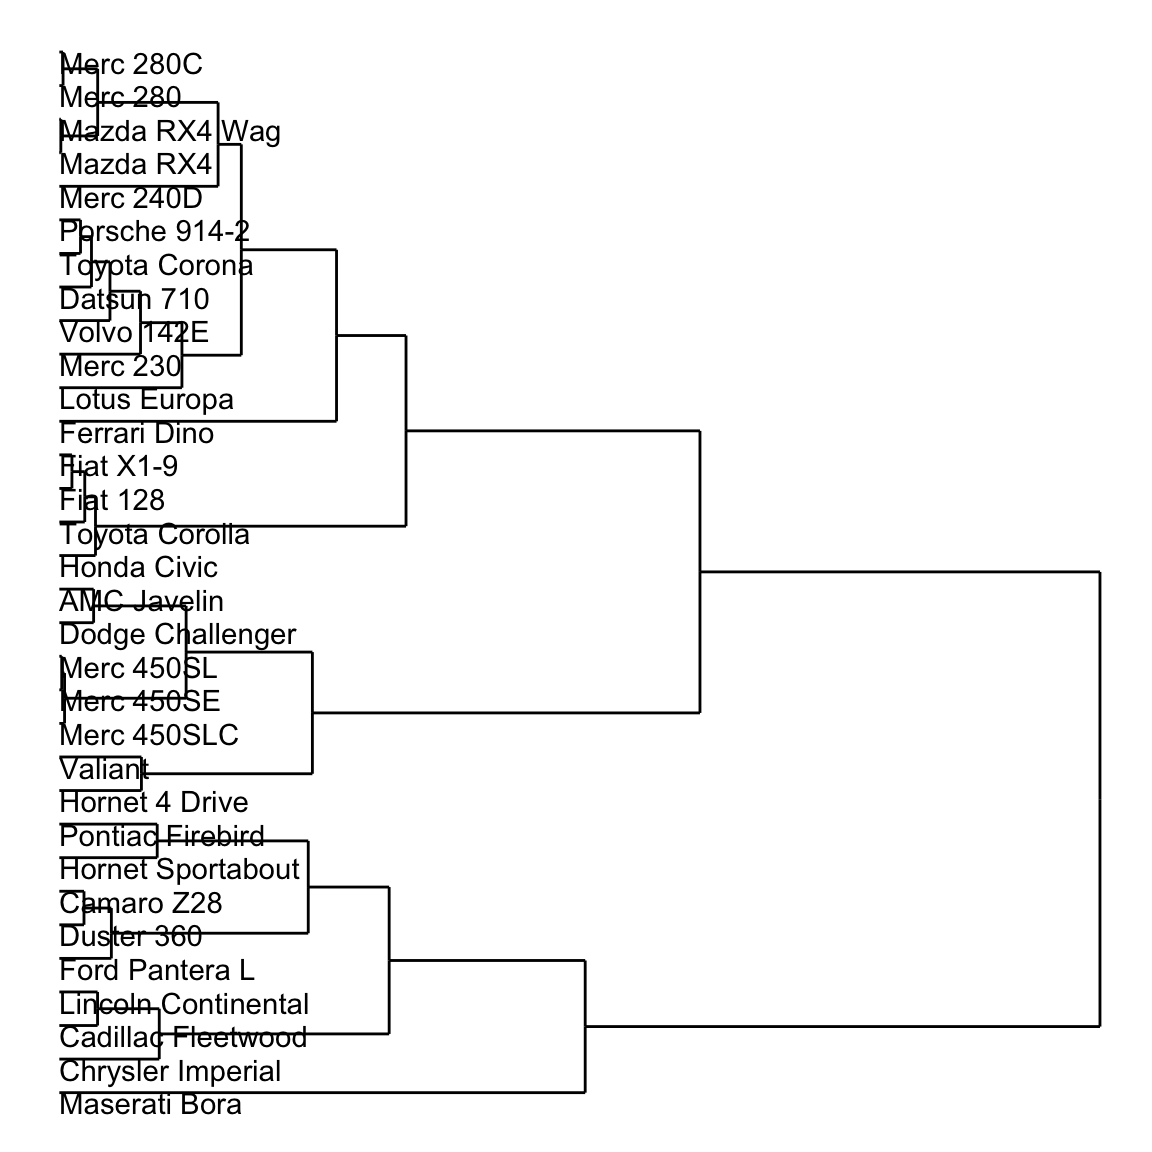 Merc 280C
Merc 280
Mazda RX4 Wag
Mazda RX4
Merc 240D
Porsche 914-2
Toyota Corona
Datsun 710
Volvo 142E
Merc 230
Lotus Europa
Ferrari Dino
Fiat X1-9
Fiat 128
Toyota Corolla
Honda Civic
AMC Javelin
Dodge Challenger
Merc 450SL
Merc 450SE
Merc 450SLC
Valiant
Hornet 4 Drive
Pontiac Firebird
Hornet Sportabout
Camaro Z28
Duster 360
Ford Pantera L
Lincoln Continental
Cadillac Fleetwood
Chrysler Imperial
Maserati Bora